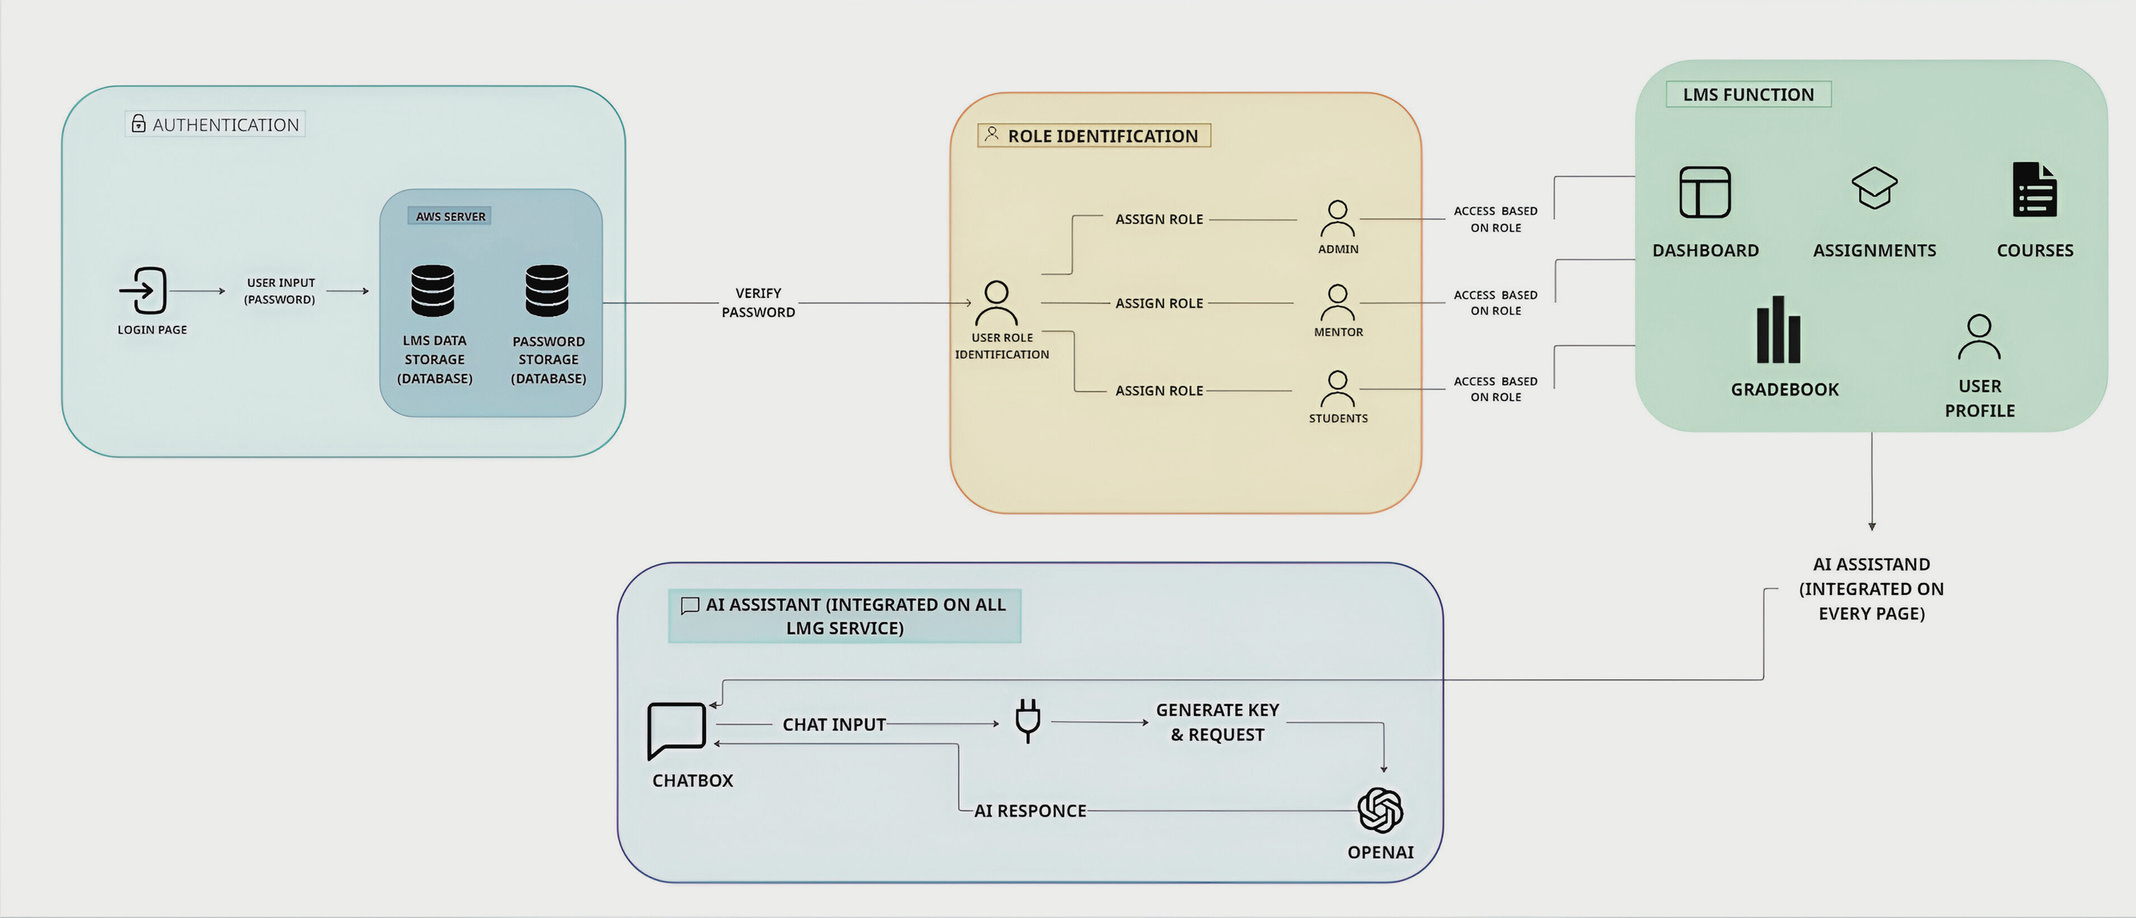 AUTHENTICATION
AWS SERVER
LOGIN PAGE
USER INPUT
(PASSWORD)
LMS DATA
STORAGE
(DATABASE)
PASSWORD
STORAGE
(DATABASE)
VERIFY
PASSWORD
ROLE IDENTIFICATION
USER ROLE
IDENTIFICATION
ASSIGN ROLE
ADMIN
ASSIGN ROLE
MENTOR
ASSIGN ROLE
STUDENTS
ACCESS BASED
ON ROLE
ACCESS BASED
ON ROLE
ACCESS BASED
ON ROLE
LMS FUNCTION
DASHBOARD
ASSIGNMENTS
COURSES
GRADEBOOK
USER
PROFILE
AI ASSISTAND
(INTEGRATED ON
EVERY PAGE)
AI ASSISTANT (INTEGRATED ON ALL
LMG SERVICE)
CHATBOX
CHAT INPUT
GENERATE KEY
& REQUEST
AI RESPONCE
OPENAI